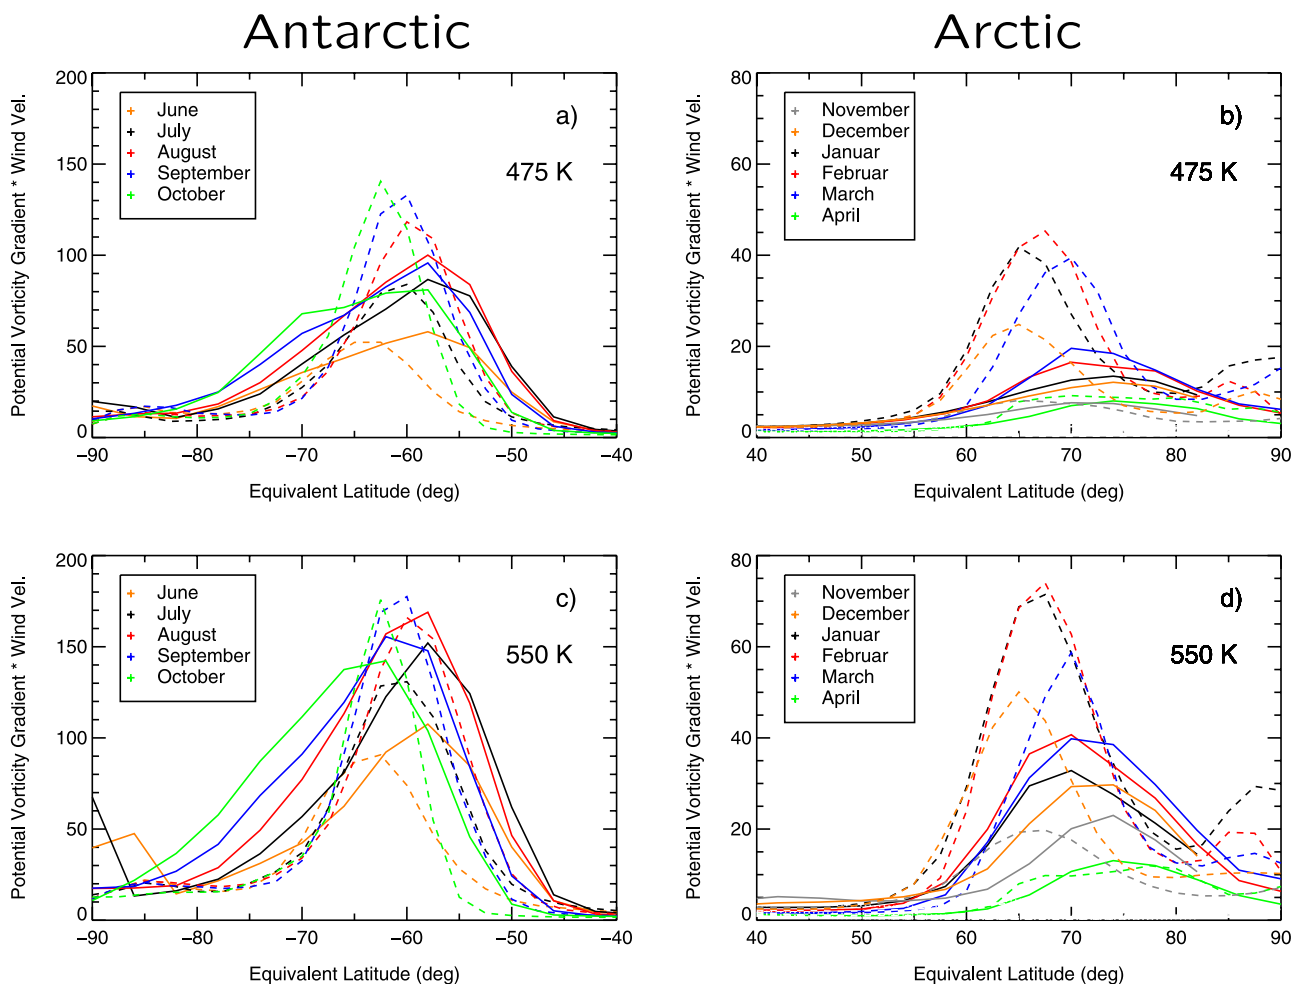 Antarctic
Arctic
a)
475 K
June
July
August
September
October
200
150
100
50
0
−90
−80
−70
−60
−50
−40
Equivalent Latitude (deg)
Potential Vorticity Gradient * Wind Vel.
b)
475 K
November
December
Januar
Februar
March
April
80
60
40
20
0
40
50
60
70
80
90
Equivalent Latitude (deg)
Potential Vorticity Gradient * Wind Vel.
c)
550 K
June
July
August
September
October
200
150
100
50
0
−90
−80
−70
−60
−50
−40
Equivalent Latitude (deg)
Potential Vorticity Gradient * Wind Vel.
d)
550 K
November
December
Januar
Februar
March
April
80
60
40
20
0
40
50
60
70
80
90
Equivalent Latitude (deg)
Potential Vorticity Gradient * Wind Vel.